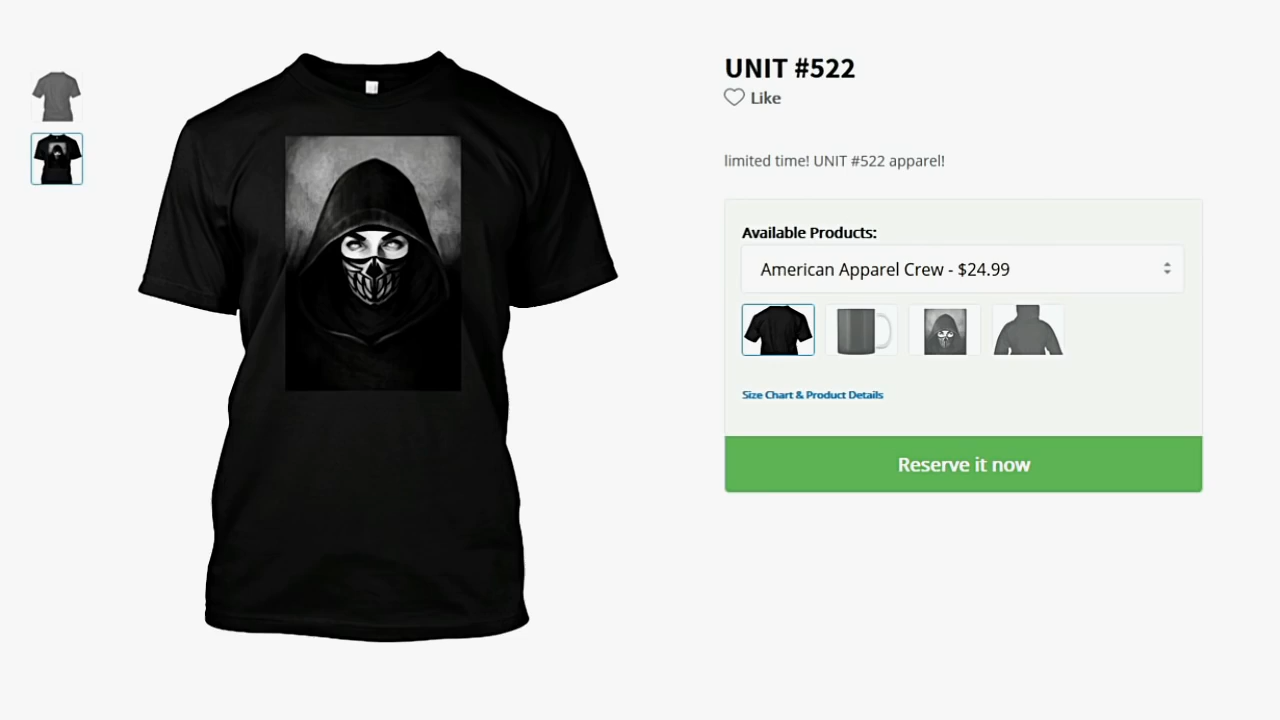 UNIT #522
Like
limited time! UNIT #522 apparel!
Available Products:
American Apparel Crew - $24.99
Size Chart & Product Details
Reserve it now